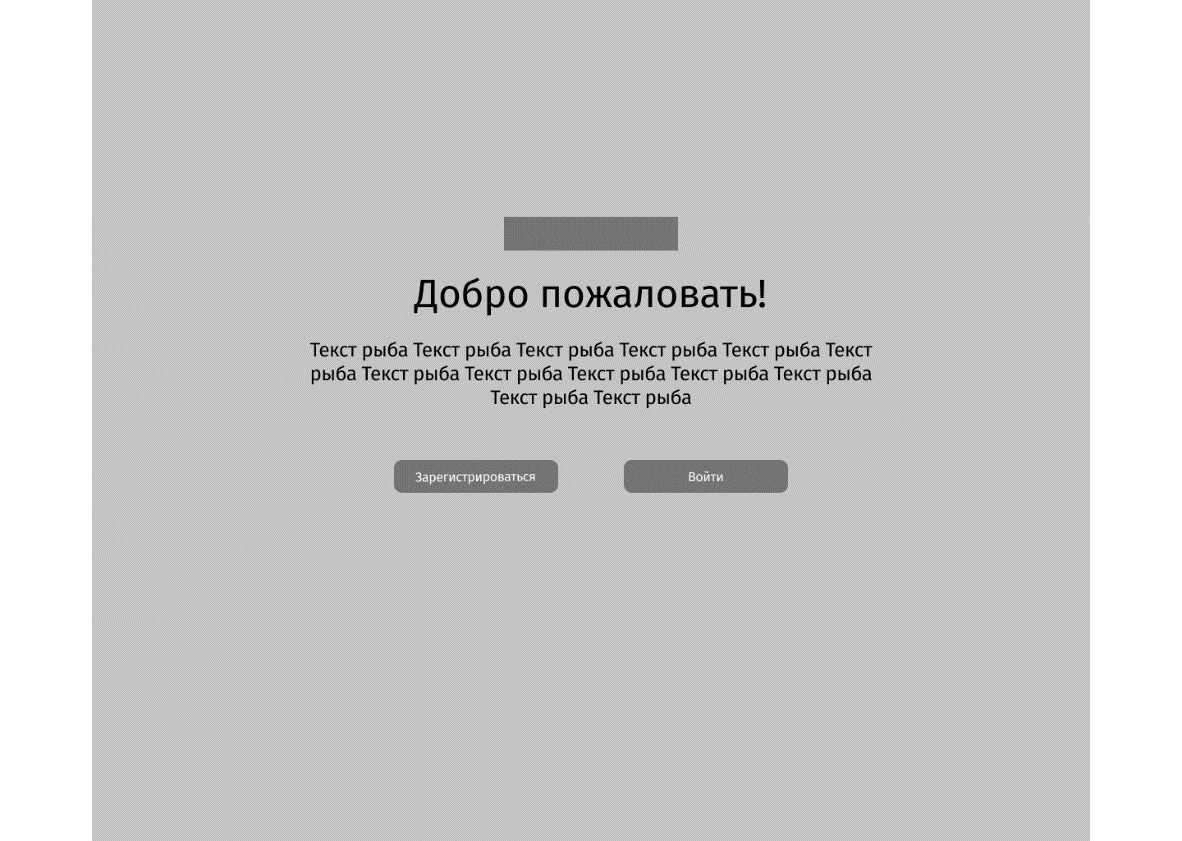 Добро пожаловать!
Текст рыба Текст рыба Текст рыба Текст рыба Текст рыба Текст
рыба Текст рыба Текст рыба Текст рыба Текст рыба Текст рыба
Текст рыба Текст рыба
Зарегистрироваться
Войти